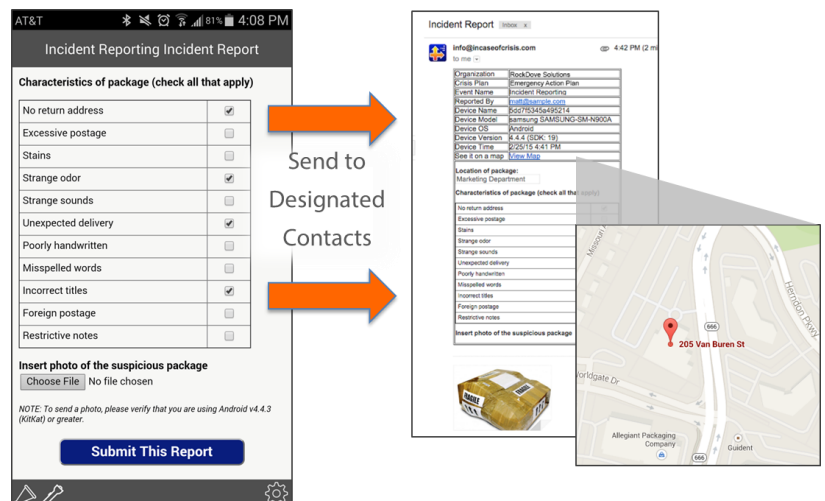 AT&T 81% 4:08 PM
Incident Reporting Incident Report
Characteristics of package (check all that apply)
No return address
Excessive postage
Stains
Strange odor
Strange sounds
Unexpected delivery
Poorly handwritten
Misspelled words
Incorrect titles
Foreign postage
Restrictive notes
Insert photo of the suspicious package
Choose File No file chosen
NOTE: To send a photo, please verify that you are using Android v4.4.3
(KitKat) or greater.
Submit This Report
Send to
Designated
Contacts
Incident Report Inbox x
info@incaseofcrisis.com 4:42 PM (2 mi
to me
Organization RockDove Solutions
Crisis Plan Emergency Action Plan
Event Name Incident Reporting
Reported By matt@sample.com
Device Name 6dd7f5345a495214
Device Model samsung SAMSUNG-SM-N900A
Device OS Android
Device Version 4.4.4 (SDK: 19)
Device Time 2/25/15 4:41 PM
See it on a map View Map
Location of package:
Marketing Department
Characteristics of package (check all that apply)
No return address
Excessive postage
Stains
Strange odor
Strange sounds
Unexpected delivery
Poorly handwritten
Misspelled words
Incorrect titles
Foreign postage
Restrictive notes
Insert photo of the suspicious package
FRAGILE
FRAGILE
Missouri A
Herndon Pkwy
666
205 Van Buren St
Worldgate Dr
Allegiant Packaging
Company
Guident
666